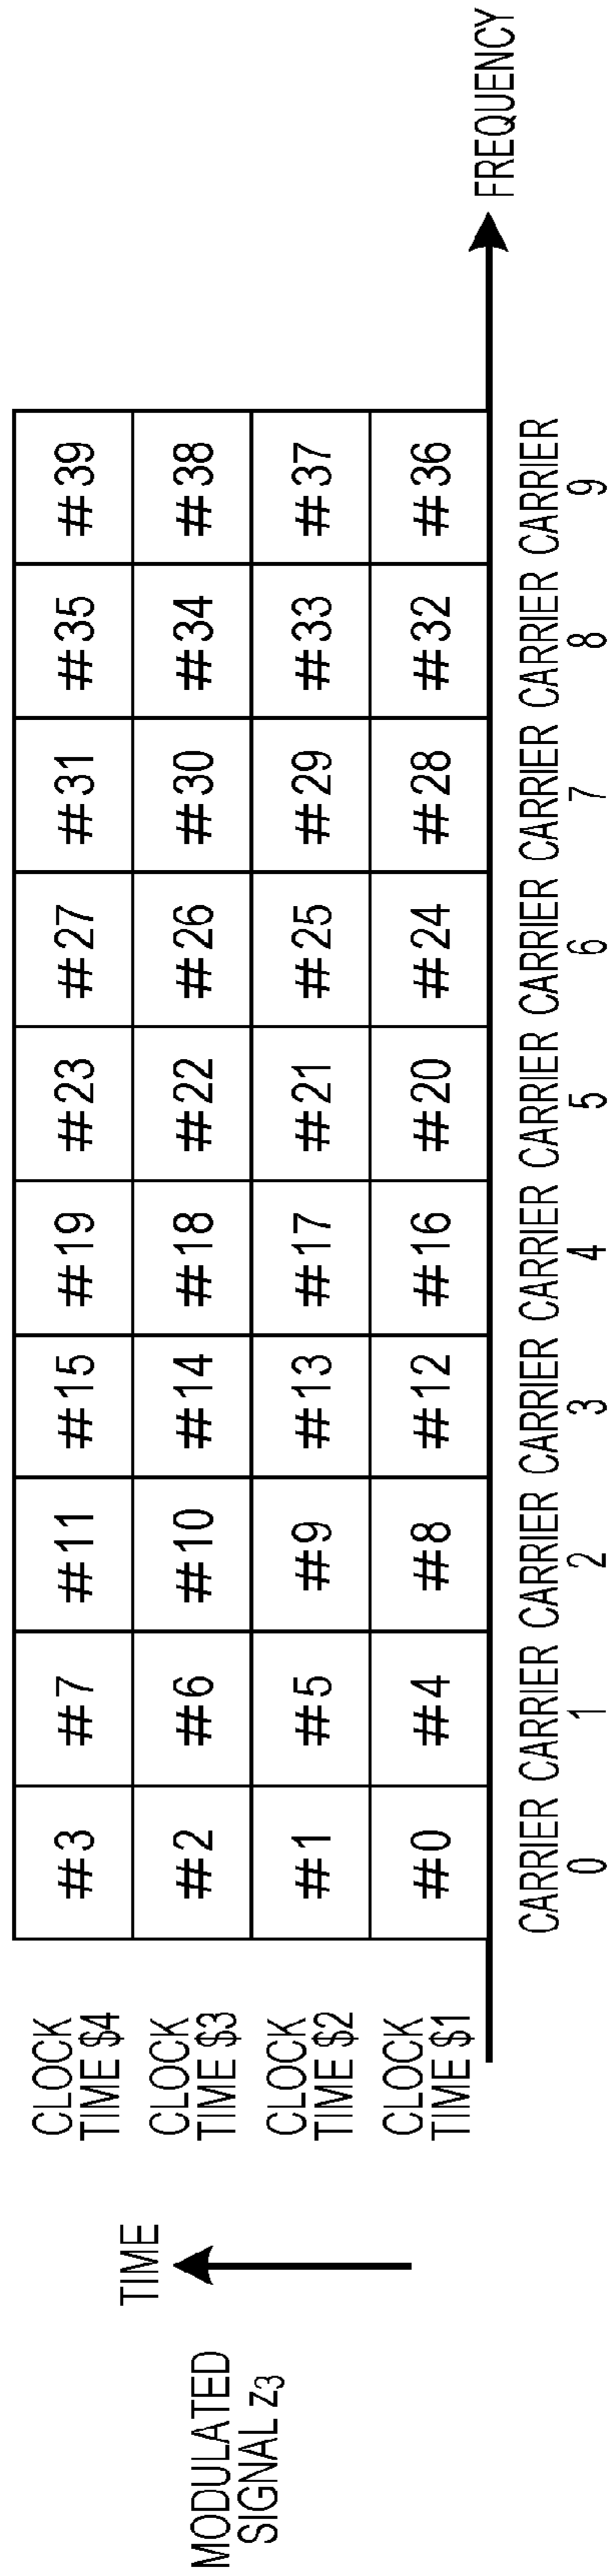 MODULATED
SIGNAL z3
TIME
CLOCK
TIME $4
#3 #7 #11 #15 #19 #23 #27 #31 #35 #39
CLOCK
TIME $3
#2 #6 #10 #14 #18 #22 #26 #30 #34 #38
CLOCK
TIME $2
#1 #5 #9 #13 #17 #21 #25 #29 #33 #37
CLOCK
TIME $1
#0 #4 #8 #12 #16 #20 #24 #28 #32 #36
FREQUENCY
CARRIER CARRIER CARRIER CARRIER CARRIER CARRIER CARRIER CARRIER CARRIER CARRIER
0 1 2 3 4 5 6 7 8 9